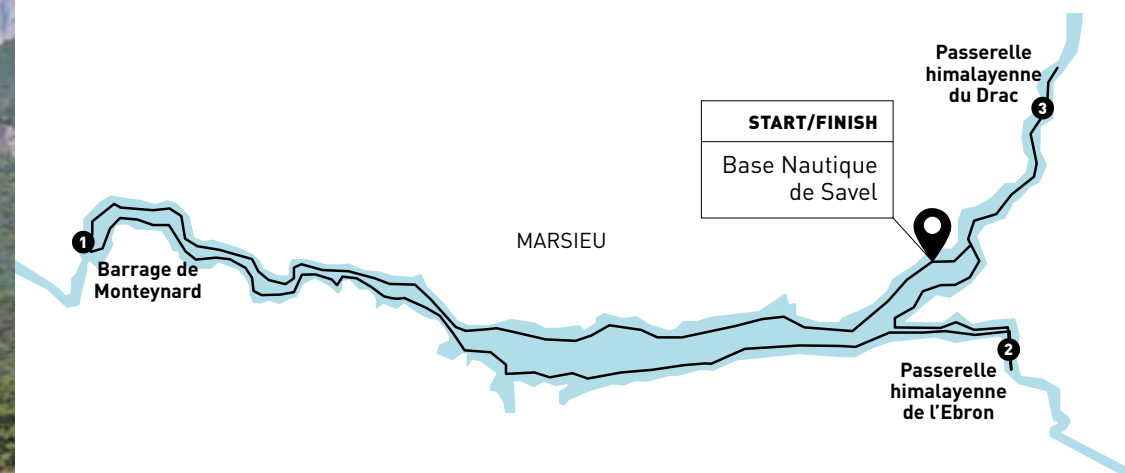 Passerelle
himalayenne
du Drac
3
START/FINISH
Base Nautique
de Savel
MARSIEU
1
Barrage de
Monteynard
2
Passerelle
himalayenne
de l'Ebron